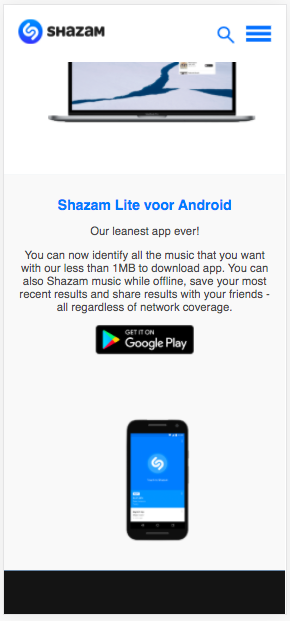 SHAZAM
Shazam Lite voor Android
Our leanest app ever!
You can now identify all the music that you want
with our less than 1MB to download app. You can
also Shazam music while offline, save your most
recent results and share results with your friends -
all regardless of network coverage.
GET IT ON
Google Play